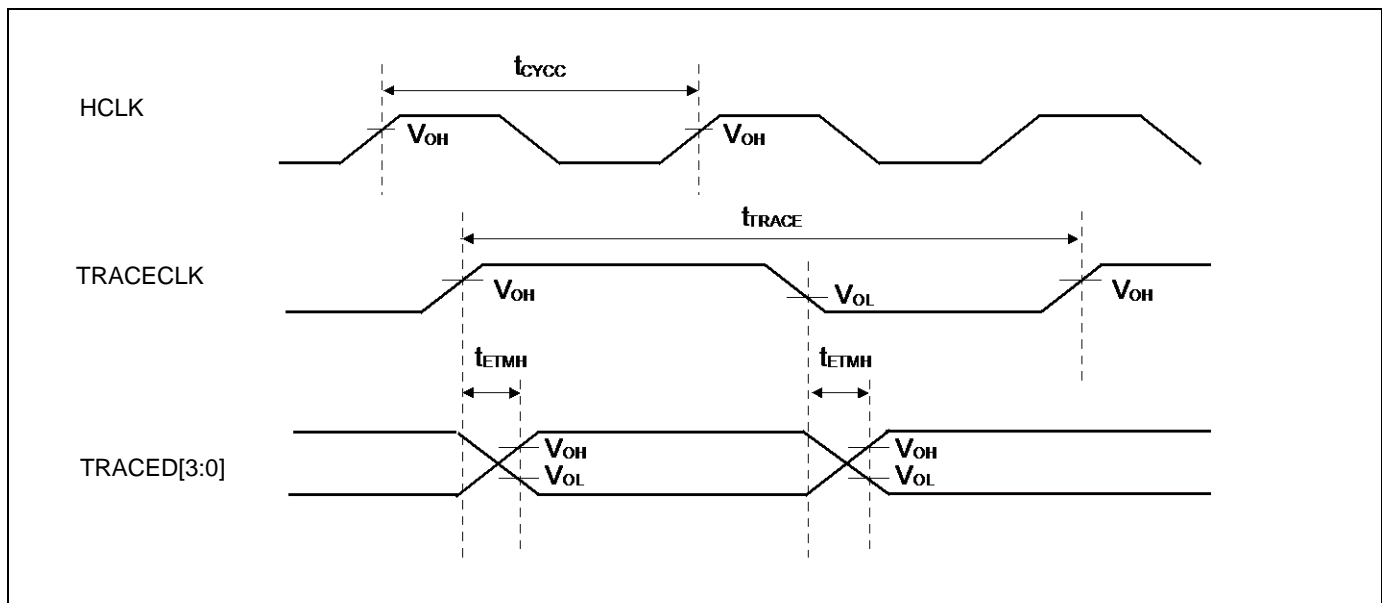 tCYCC
HCLK
VOH VOH
tTRACE
TRACECLK
VOH VOL VOH
tETMH tETMH
TRACED[3:0]
VOH VOH
VOL VOL